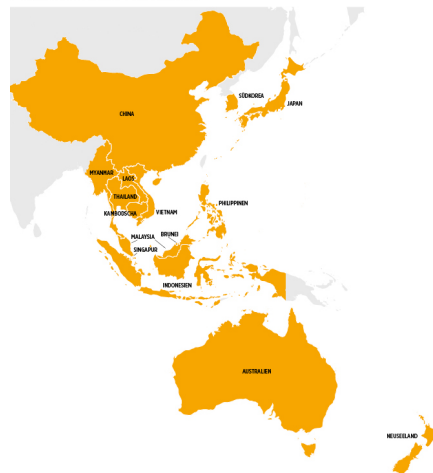 SÜDKOREA
JAPAN
CHINA
MYANMAR
LAOS
THAILAND
KAMBODSCHA
VIETNAM
PHILIPPINEN
MALAYSIA
BRUNEI
SINGAPUR
INDONESIEN
AUSTRALIEN
NEUSEELAND